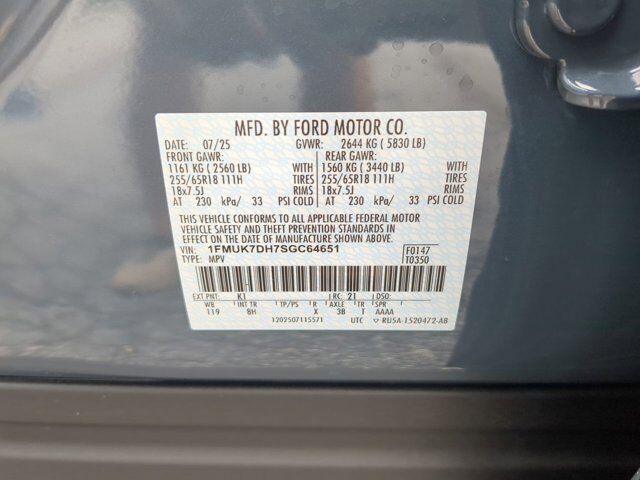 MFD. BY FORD MOTOR CO.
DATE: 07/25 GVWR: 2644 KG ( 5830 LB)
FRONT GAWR: REAR GAWR:
1161 KG ( 2560 LB) WITH 1560 KG ( 3440 LB) WITH
255/65R18 111H TIRES 255/65R18 111H TIRES
18x7.5J RIMS 18x7.5J RIMS
AT 230 kPa/ 33 PSI COLD AT 230 kPa/ 33 PSI COLD
THIS VEHICLE CONFORMS TO ALL APPLICABLE FEDERAL MOTOR
VEHICLE SAFETY AND THEFT PREVENTION STANDARDS IN
EFFECT ON THE DATE OF MANUFACTURE SHOWN ABOVE.
VIN: 1FMUK7DH7SGC64651 F0147
TYPE: MPV T0350
EXT PNT: K1 RC: 21 DSO:
WB INT TR TP/PS R AXLE TR SPR
119 8H X 3B T AAAA
1202507115571 UTC RU5A-1520472-AB